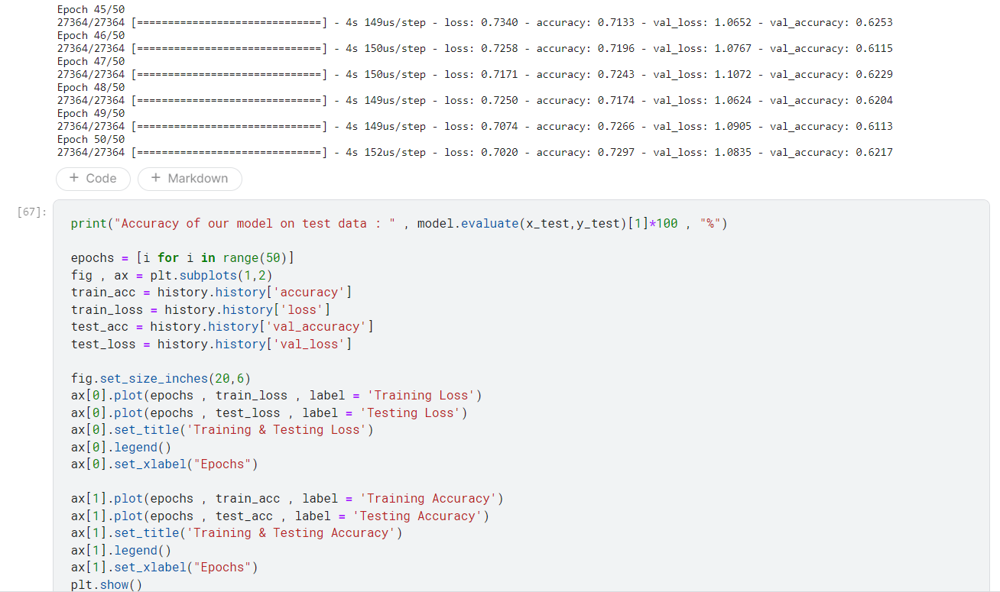 Epoch 45/50
27364/27364 [==============================] - 4s 149us/step - loss: 0.7340 - accuracy: 0.7133 - val_loss: 1.0652 - val_accuracy: 0.6253
Epoch 46/50
27364/27364 [==============================] - 4s 150us/step - loss: 0.7258 - accuracy: 0.7196 - val_loss: 1.0767 - val_accuracy: 0.6115
Epoch 47/50
27364/27364 [==============================] - 4s 150us/step - loss: 0.7171 - accuracy: 0.7243 - val_loss: 1.1072 - val_accuracy: 0.6229
Epoch 48/50
27364/27364 [==============================] - 4s 149us/step - loss: 0.7250 - accuracy: 0.7174 - val_loss: 1.0624 - val_accuracy: 0.6204
Epoch 49/50
27364/27364 [==============================] - 4s 149us/step - loss: 0.7074 - accuracy: 0.7266 - val_loss: 1.0905 - val_accuracy: 0.6113
Epoch 50/50
27364/27364 [==============================] - 4s 152us/step - loss: 0.7020 - accuracy: 0.7297 - val_loss: 1.0835 - val_accuracy: 0.6217
+ Code + Markdown
[67]:
print("Accuracy of our model on test data : " , model.evaluate(x_test,y_test)[1]*100 , "%")
epochs = [i for i in range(50)]
fig , ax = plt.subplots(1,2)
train_acc = history.history['accuracy']
train_loss = history.history['loss']
test_acc = history.history['val_accuracy']
test_loss = history.history['val_loss']
fig.set_size_inches(20,6)
ax[0].plot(epochs , train_loss , label = 'Training Loss')
ax[0].plot(epochs , test_loss , label = 'Testing Loss')
ax[0].set_title('Training & Testing Loss')
ax[0].legend()
ax[0].set_xlabel("Epochs")
ax[1].plot(epochs , train_acc , label = 'Training Accuracy')
ax[1].plot(epochs , test_acc , label = 'Testing Accuracy')
ax[1].set_title('Training & Testing Accuracy')
ax[1].legend()
ax[1].set_xlabel("Epochs")
plt.show()